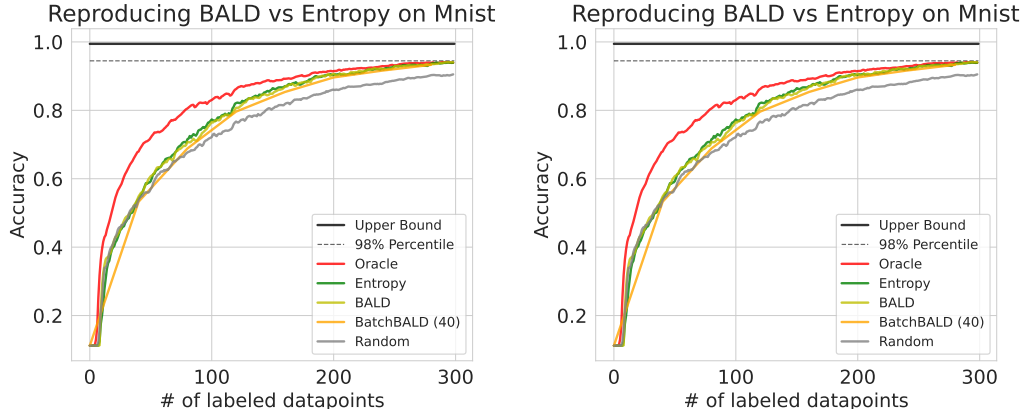 Reproducing BALD vs Entropy on Mnist
1.0
0.8
0.6
0.4
0.2
Accuracy
0
100
200
300
# of labeled datapoints
Upper Bound
98% Percentile
Oracle
Entropy
BALD
BatchBALD (40)
Random
Reproducing BALD vs Entropy on Mnist
1.0
0.8
0.6
0.4
0.2
Accuracy
0
100
200
300
# of labeled datapoints
Upper Bound
98% Percentile
Oracle
Entropy
BALD
BatchBALD (40)
Random